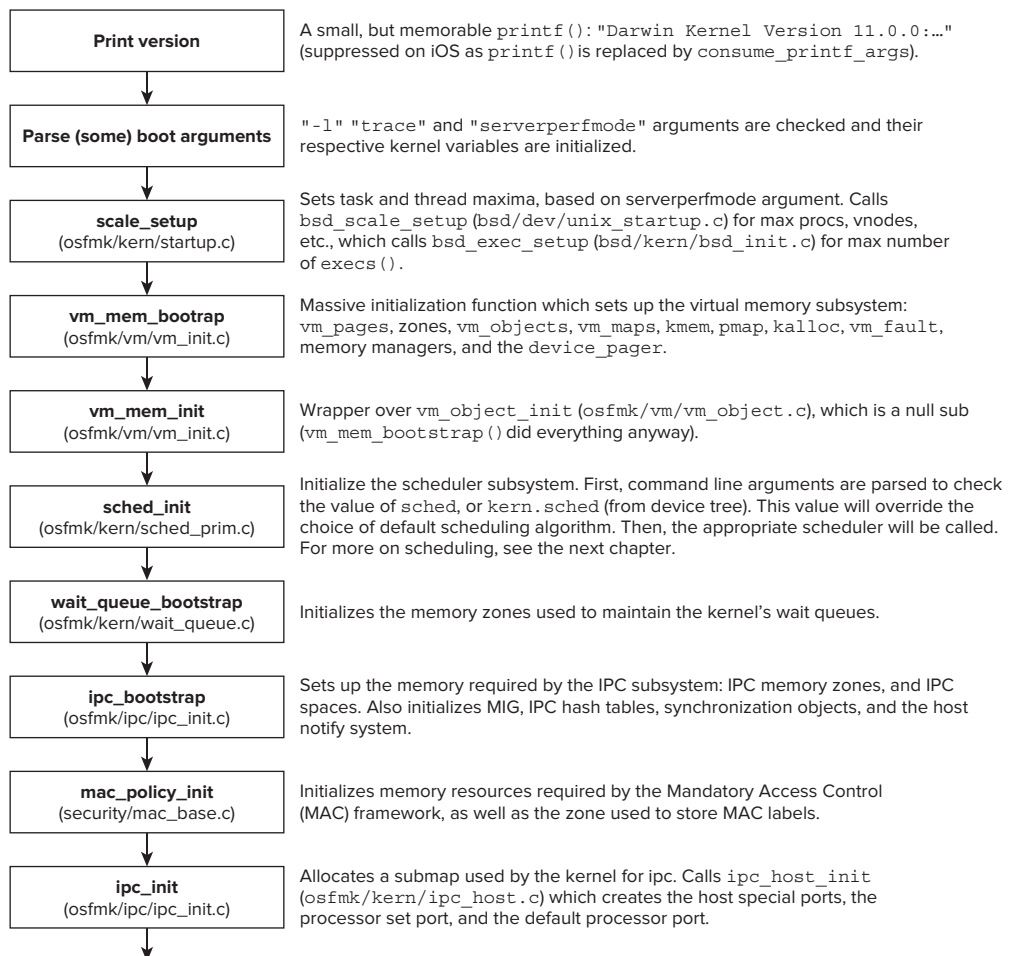 Print version
A small, but memorable printf(): "Darwin Kernel Version 11.0.0:…"
(suppressed on iOS as printf() is replaced by consume_printf_args).
Parse (some) boot arguments
"-l" "trace" and "serverperfmode" arguments are checked and their
respective kernel variables are initialized.
scale_setup
(osfmk/kern/startup.c)
Sets task and thread maxima, based on serverperfmode argument. Calls
bsd_scale_setup (bsd/dev/unix_startup.c) for max procs, vnodes,
etc., which calls bsd_exec_setup (bsd/kern/bsd_init.c) for max number
of execs().
vm_mem_bootrap
(osfmk/vm/vm_init.c)
Massive initialization function which sets up the virtual memory subsystem:
vm_pages, zones, vm_objects, vm_maps, kmem, pmap, kalloc, vm_fault,
memory managers, and the device_pager.
vm_mem_init
(osfmk/vm/vm_init.c)
Wrapper over vm_object_init (osfmk/vm/vm_object.c), which is a null sub
(vm_mem_bootstrap() did everything anyway).
sched_init
(osfmk/kern/sched_prim.c)
Initialize the scheduler subsystem. First, command line arguments are parsed to check
the value of sched, or kern.sched (from device tree). This value will override the
choice of default scheduling algorithm. Then, the appropriate scheduler will be called.
For more on scheduling, see the next chapter.
wait_queue_bootstrap
(osfmk/kern/wait_queue.c)
Initializes the memory zones used to maintain the kernel's wait queues.
ipc_bootstrap
(osfmk/ipc/ipc_init.c)
Sets up the memory required by the IPC subsystem: IPC memory zones, and IPC
spaces. Also initializes MIG, IPC hash tables, synchronization objects, and the host
notify system.
mac_policy_init
(security/mac_base.c)
Initializes memory resources required by the Mandatory Access Control
(MAC) framework, as well as the zone used to store MAC labels.
ipc_init
(osfmk/ipc/ipc_init.c)
Allocates a submap used by the kernel for ipc. Calls ipc_host_init
(osfmk/kern/ipc_host.c) which creates the host special ports, the
processor set port, and the default processor port.